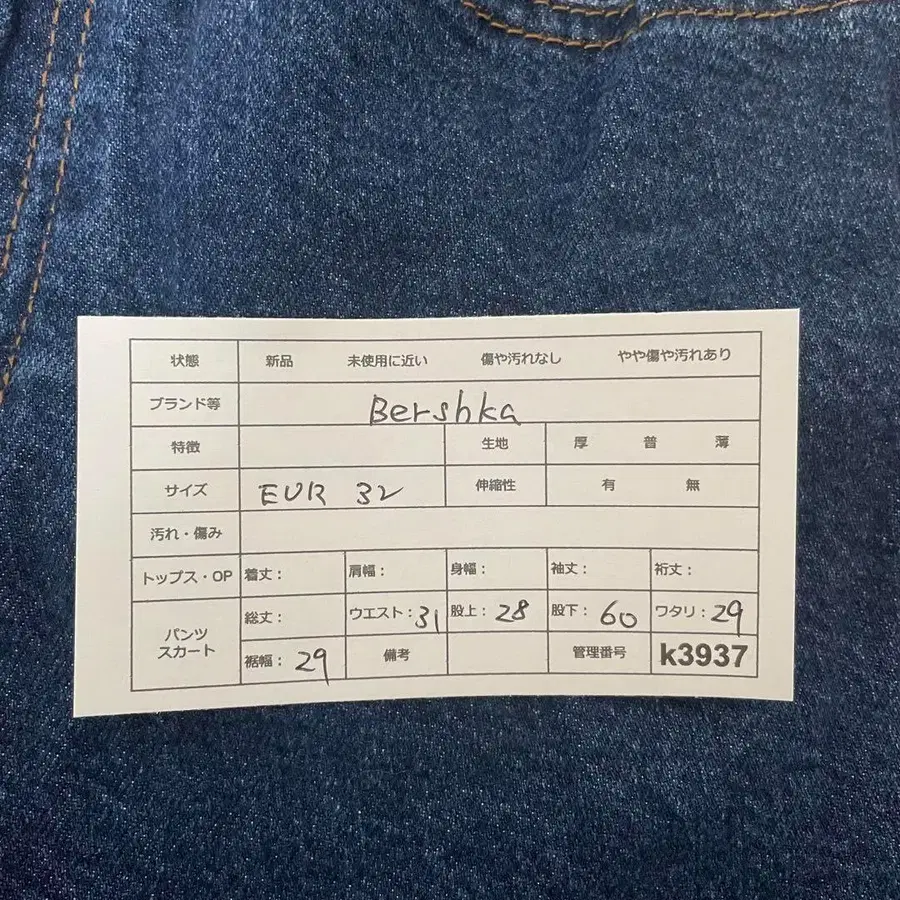 状態 新品 未使用に近い 傷や汚れなし やや傷や汚れあり
ブランド等 Bershka
特徴 生地 厚 普 薄
サイズ EUR 32 伸縮性 有 無
汚れ・傷み
トップス・OP 着丈： 肩幅： 身幅： 袖丈： 裄丈：
パンツ スカート 総丈： ウエスト：31 股上：28 股下：60 ワタリ：29
裾幅：29 備考 管理番号 k3937